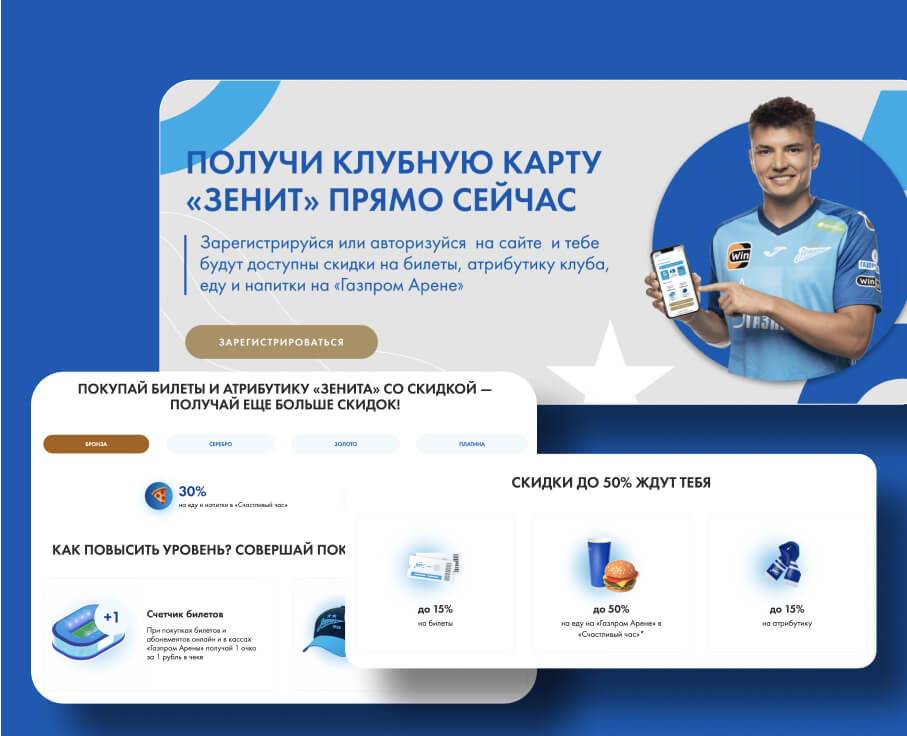 ПОЛУЧИ КЛУБНУЮ КАРТУ
«ЗЕНИТ» ПРЯМО СЕЙЧАС
Зарегистрируйся или авторизуйся на сайте и тебе
будут доступны скидки на билеты, атрибутику клуба,
еду и напитки на «Газпром Арене»
ЗАРЕГИСТРИРОВАТЬСЯ
Win
Win
ПОКУПАЙ БИЛЕТЫ И АТРИБУТИКУ «ЗЕНИТА» СО СКИДКОЙ —
ПОЛУЧАЙ ЕЩЕ БОЛЬШЕ СКИДОК!
БРОНЗА
СЕРЕБРО
ЗОЛОТО
ПЛАТИНА
30%
на еду и напитки в «Счастливый час»
КАК ПОВЫСИТЬ УРОВЕНЬ? СОВЕРШАЙ ПОК
+1
Счетчик билетов
При покупках билетов и
абонементов онлайн и в кассах
«Газпром Арены» получай 1 очко
за 1 рубль в чеке
СКИДКИ ДО 50% ЖДУТ ТЕБЯ
до 15%
на билеты
до 50%
на еду на «Газпром Арене» в
«Счастливый час»*
до 15%
на атрибутику